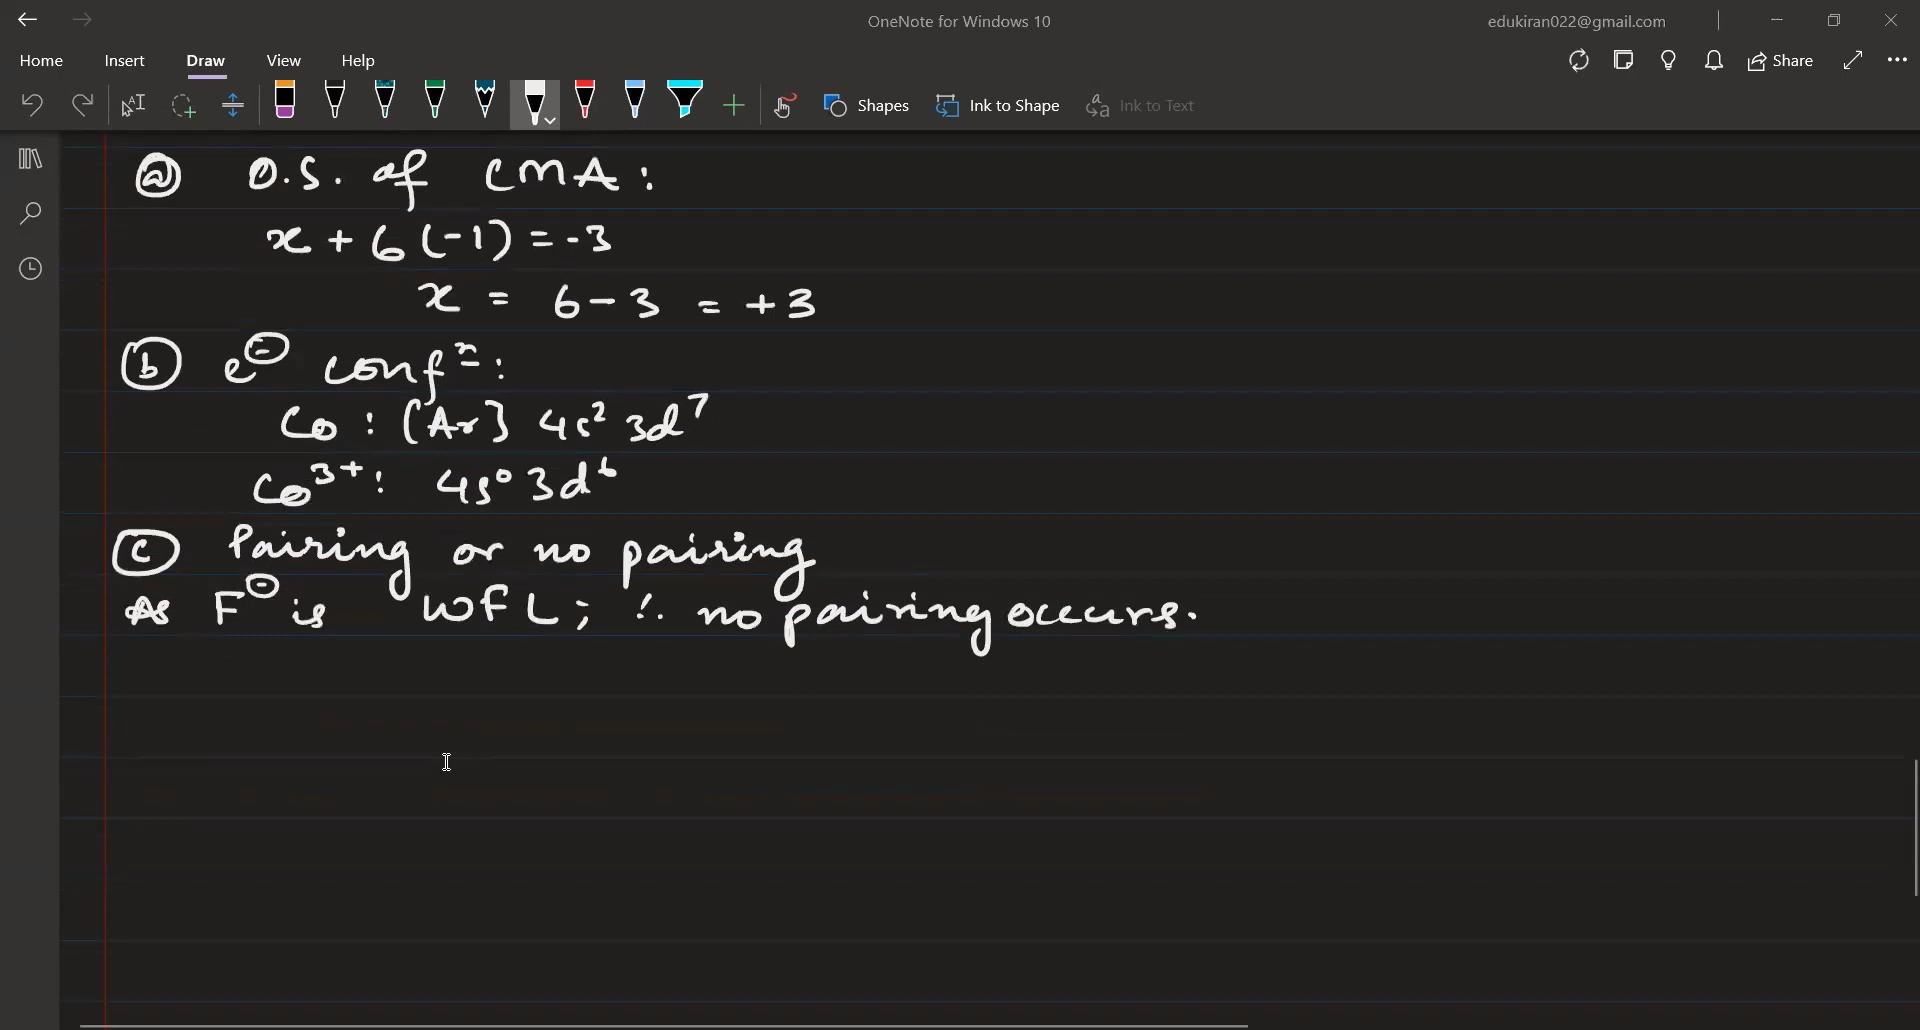 OneNote for Windows 10
edukiran022@gmail.com
Home Insert Draw View Help
Share
Shapes Ink to Shape Ink to Text
ⓐ O.S. of CMA :
x + 6 (-1) = -3
x = 6 - 3 = +3
ⓑ e⊖ confⁿ :
Co : [Ar] 4s² 3d⁷
Co³⁺ : 4s⁰ 3d⁶
ⓒ Pairing or no pairing
As F⊖ is WFL; ∴ no pairing occurs.